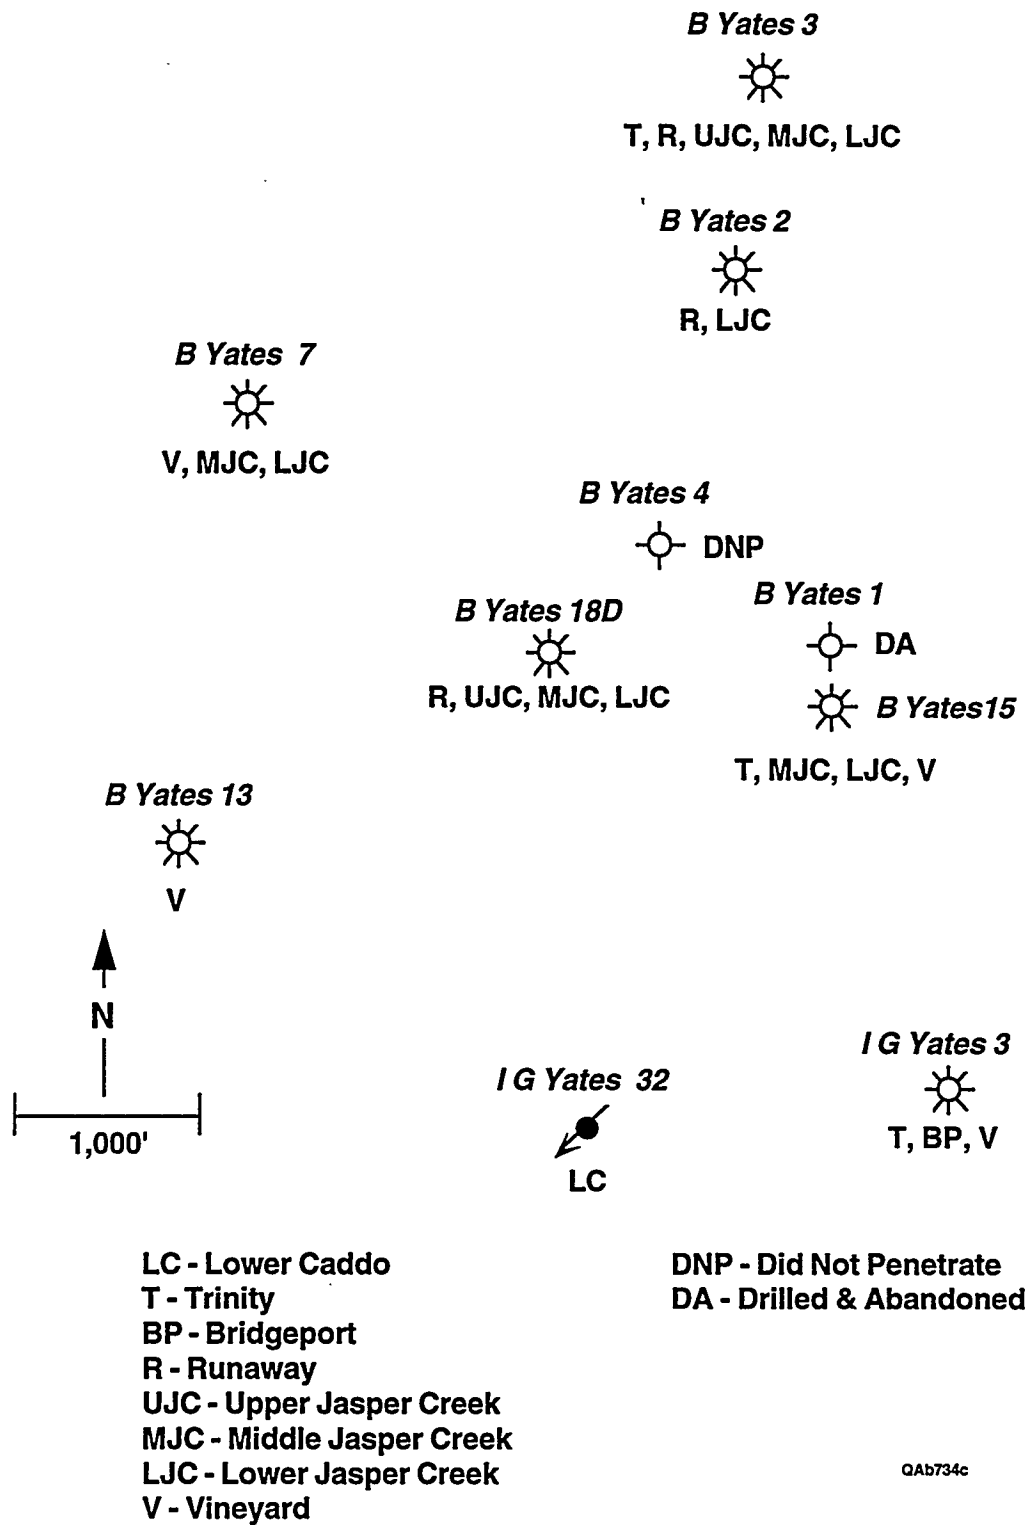 B Yates 3
T, R, UJC, MJC, LJC
B Yates 2
R, LJC
B Yates 7
V, MJC, LJC
B Yates 4
DNP
B Yates 1
DA
B Yates 18D
R, UJC, MJC, LJC
B Yates15
T, MJC, LJC, V
B Yates 13
V
N
1,000'
I G Yates 3
T, BP, V
I G Yates 32
LC
LC - Lower Caddo
T - Trinity
BP - Bridgeport
R - Runaway
UJC - Upper Jasper Creek
MJC - Middle Jasper Creek
LJC - Lower Jasper Creek
V - Vineyard
DNP - Did Not Penetrate
DA - Drilled & Abandoned
QAb734c